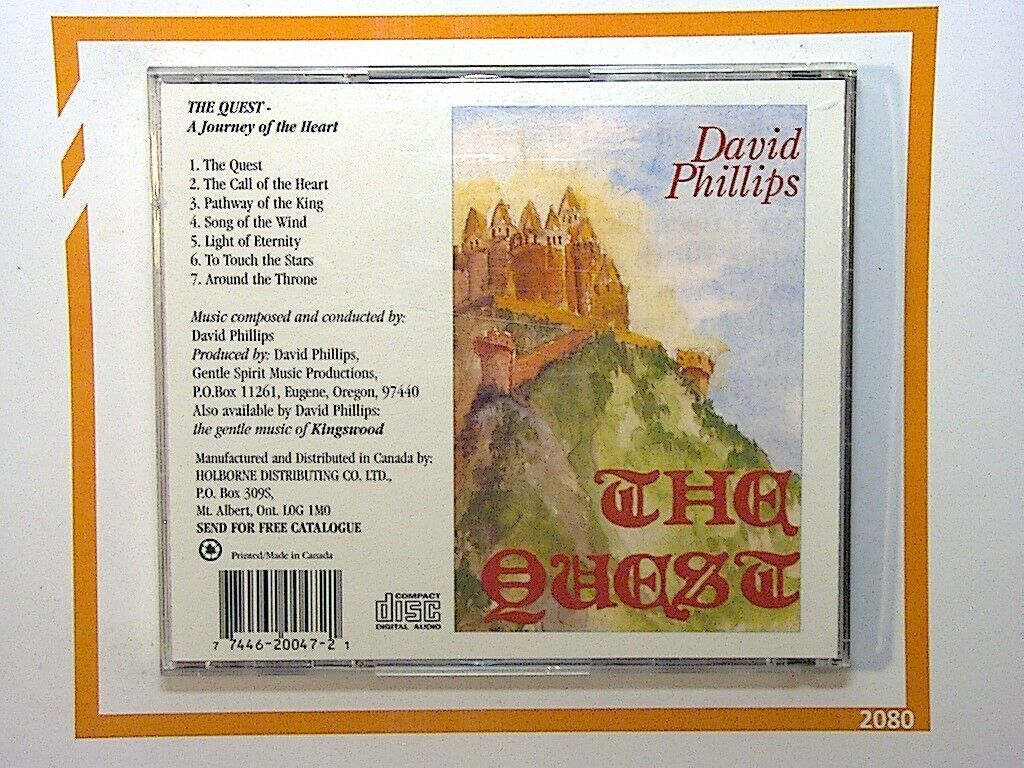 THE QUEST -
A Journey of the Heart
1. The Quest
2. The Call of the Heart
3. Pathway of the King
4. Song of the Wind
5. Light of Eternity
6. To Touch the Stars
7. Around the Throne
Music composed and conducted by:
David Phillips
Produced by: David Phillips,
Gentle Spirit Music Productions,
P.O.Box 11261, Eugene, Oregon, 97440
Also available by David Phillips:
the gentle music of Kingswood
Manufactured and Distributed in Canada by:
HOLBORNE DISTRIBUTING CO. LTD.,
P.O. Box 309S,
Mt. Albert, Ont. L0G 1M0
SEND FOR FREE CATALOGUE
Printed/Made in Canada
7 7446-20047-2 1
COMPACT
disc
DIGITAL AUDIO
David
Phillips
THE
QUEST
2080